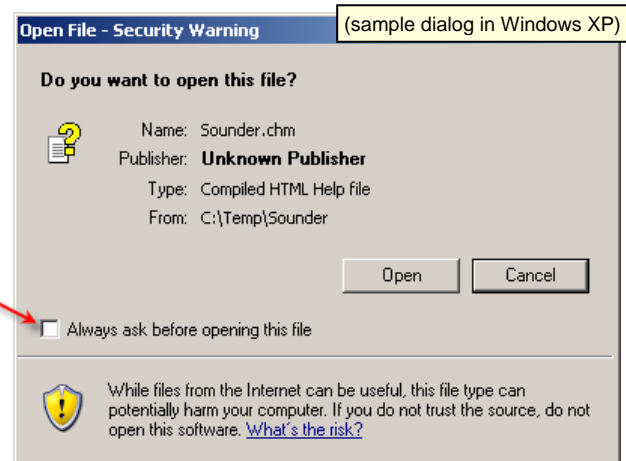 Open File - Security Warning
(sample dialog in Windows XP)
Do you want to open this file?
Name: Sounder.chm
Publisher: Unknown Publisher
Type: Compiled HTML Help file
From: C:\Temp\Sounder
Open Cancel
Always ask before opening this file
While files from the Internet can be useful, this file type can
potentially harm your computer. If you do not trust the source, do not
open this software. What's the risk?